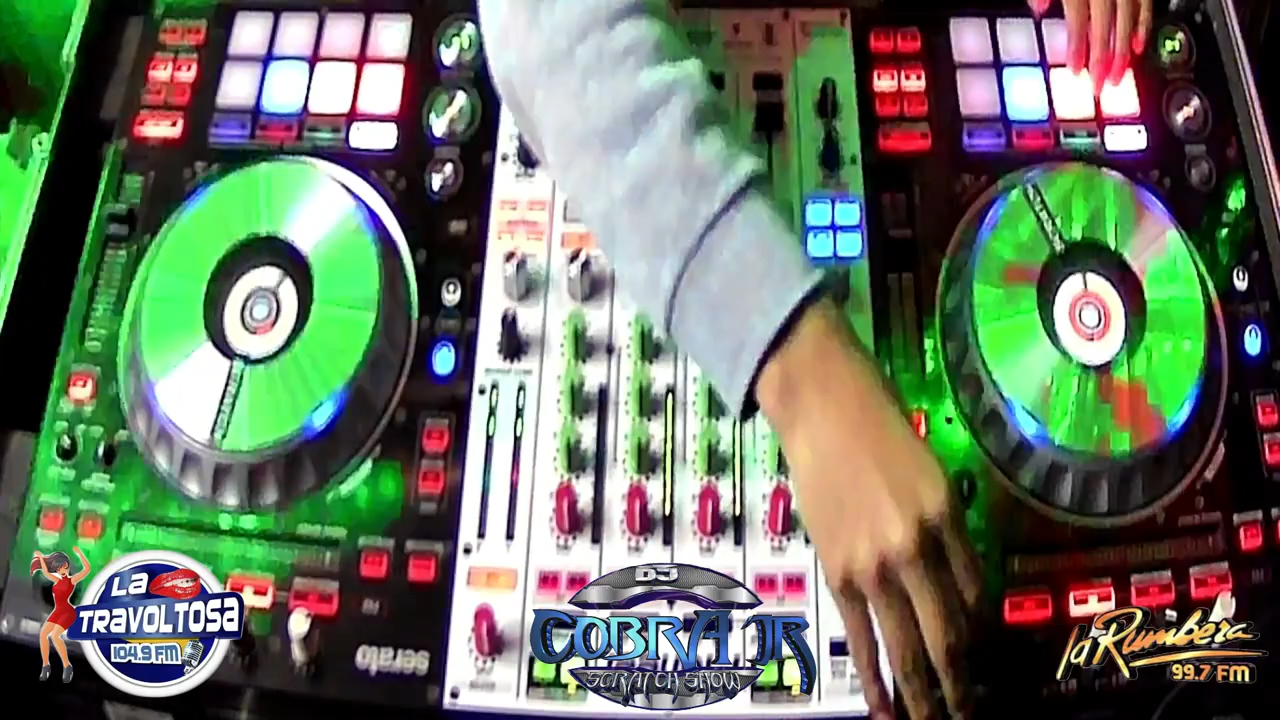 LA
TRAVOLTOSA
104.9 FM
serato
DJ
COBRA JR
SCRATCH SHOW
la Rumbera
99.7 FM